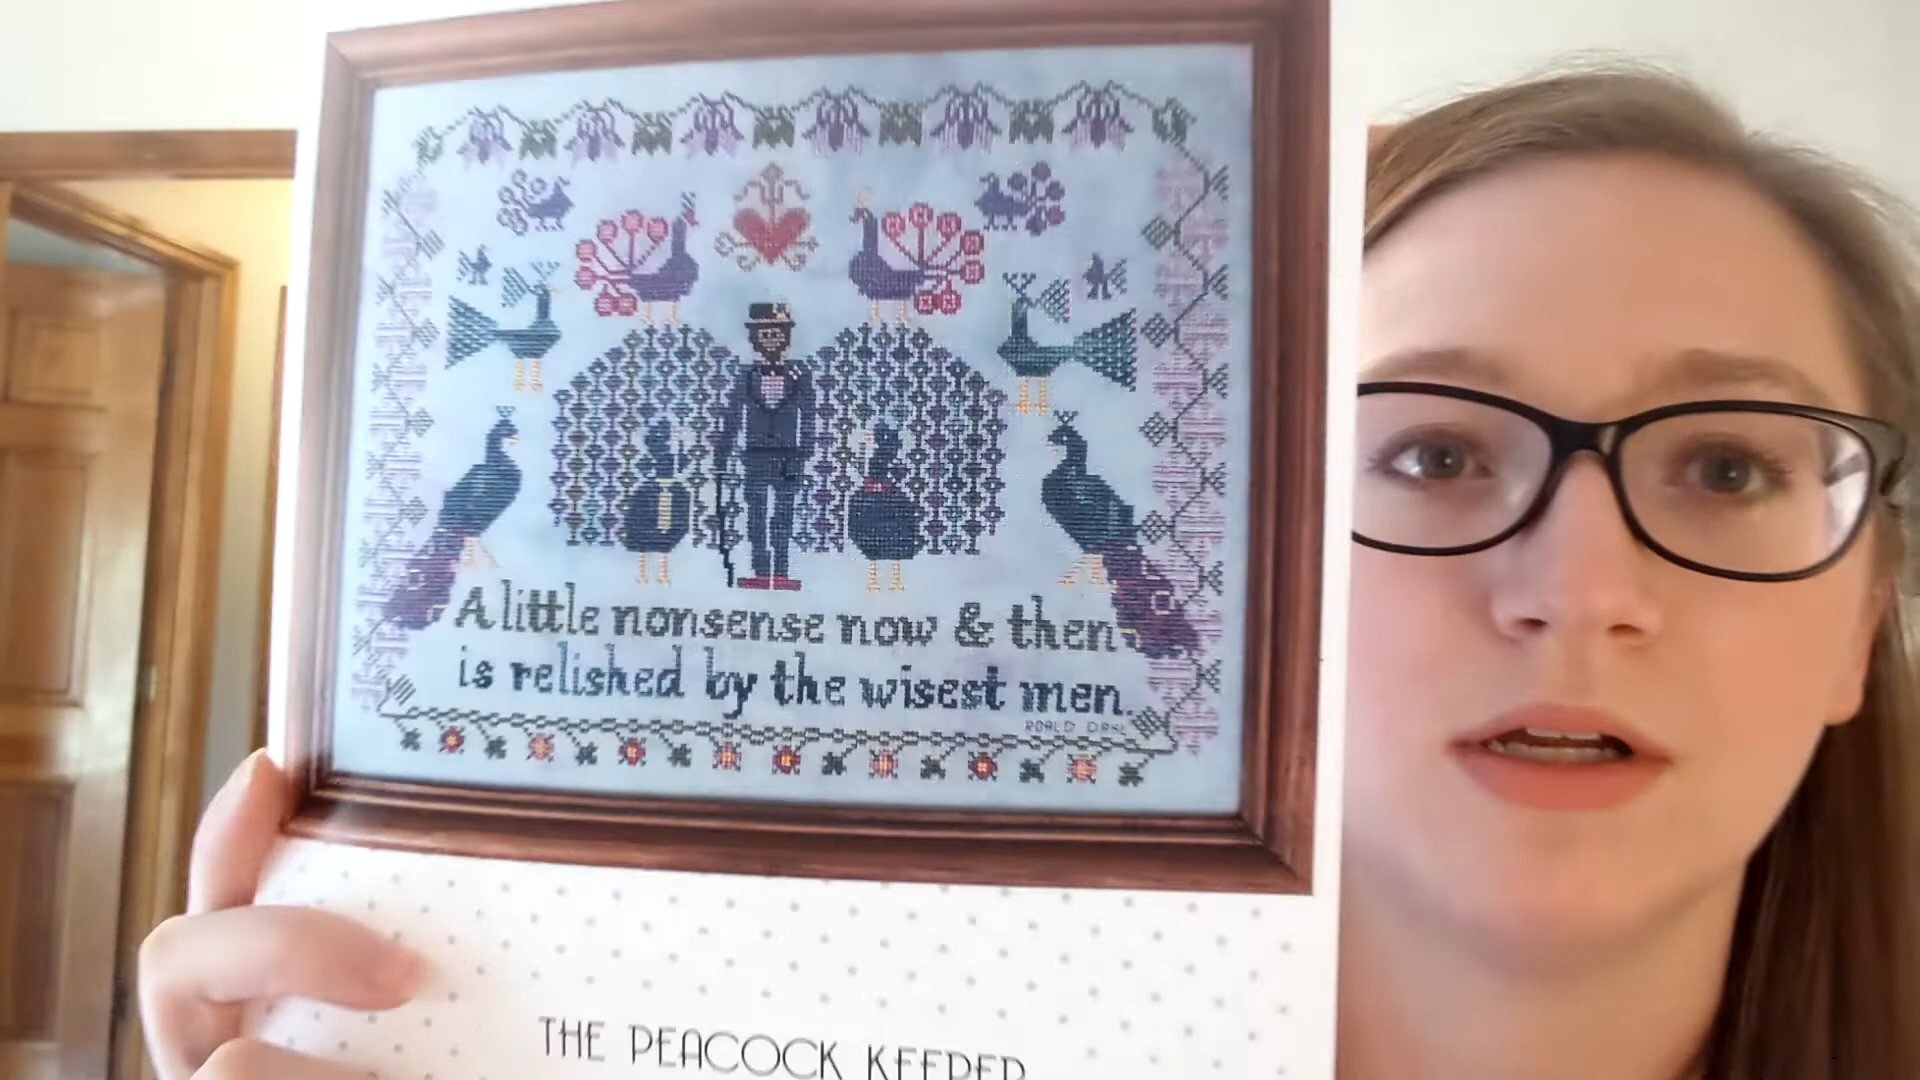 A little nonsense now & then
is relished by the wisest men.
ROALD DAHL
THE PEACOCK KEEPER